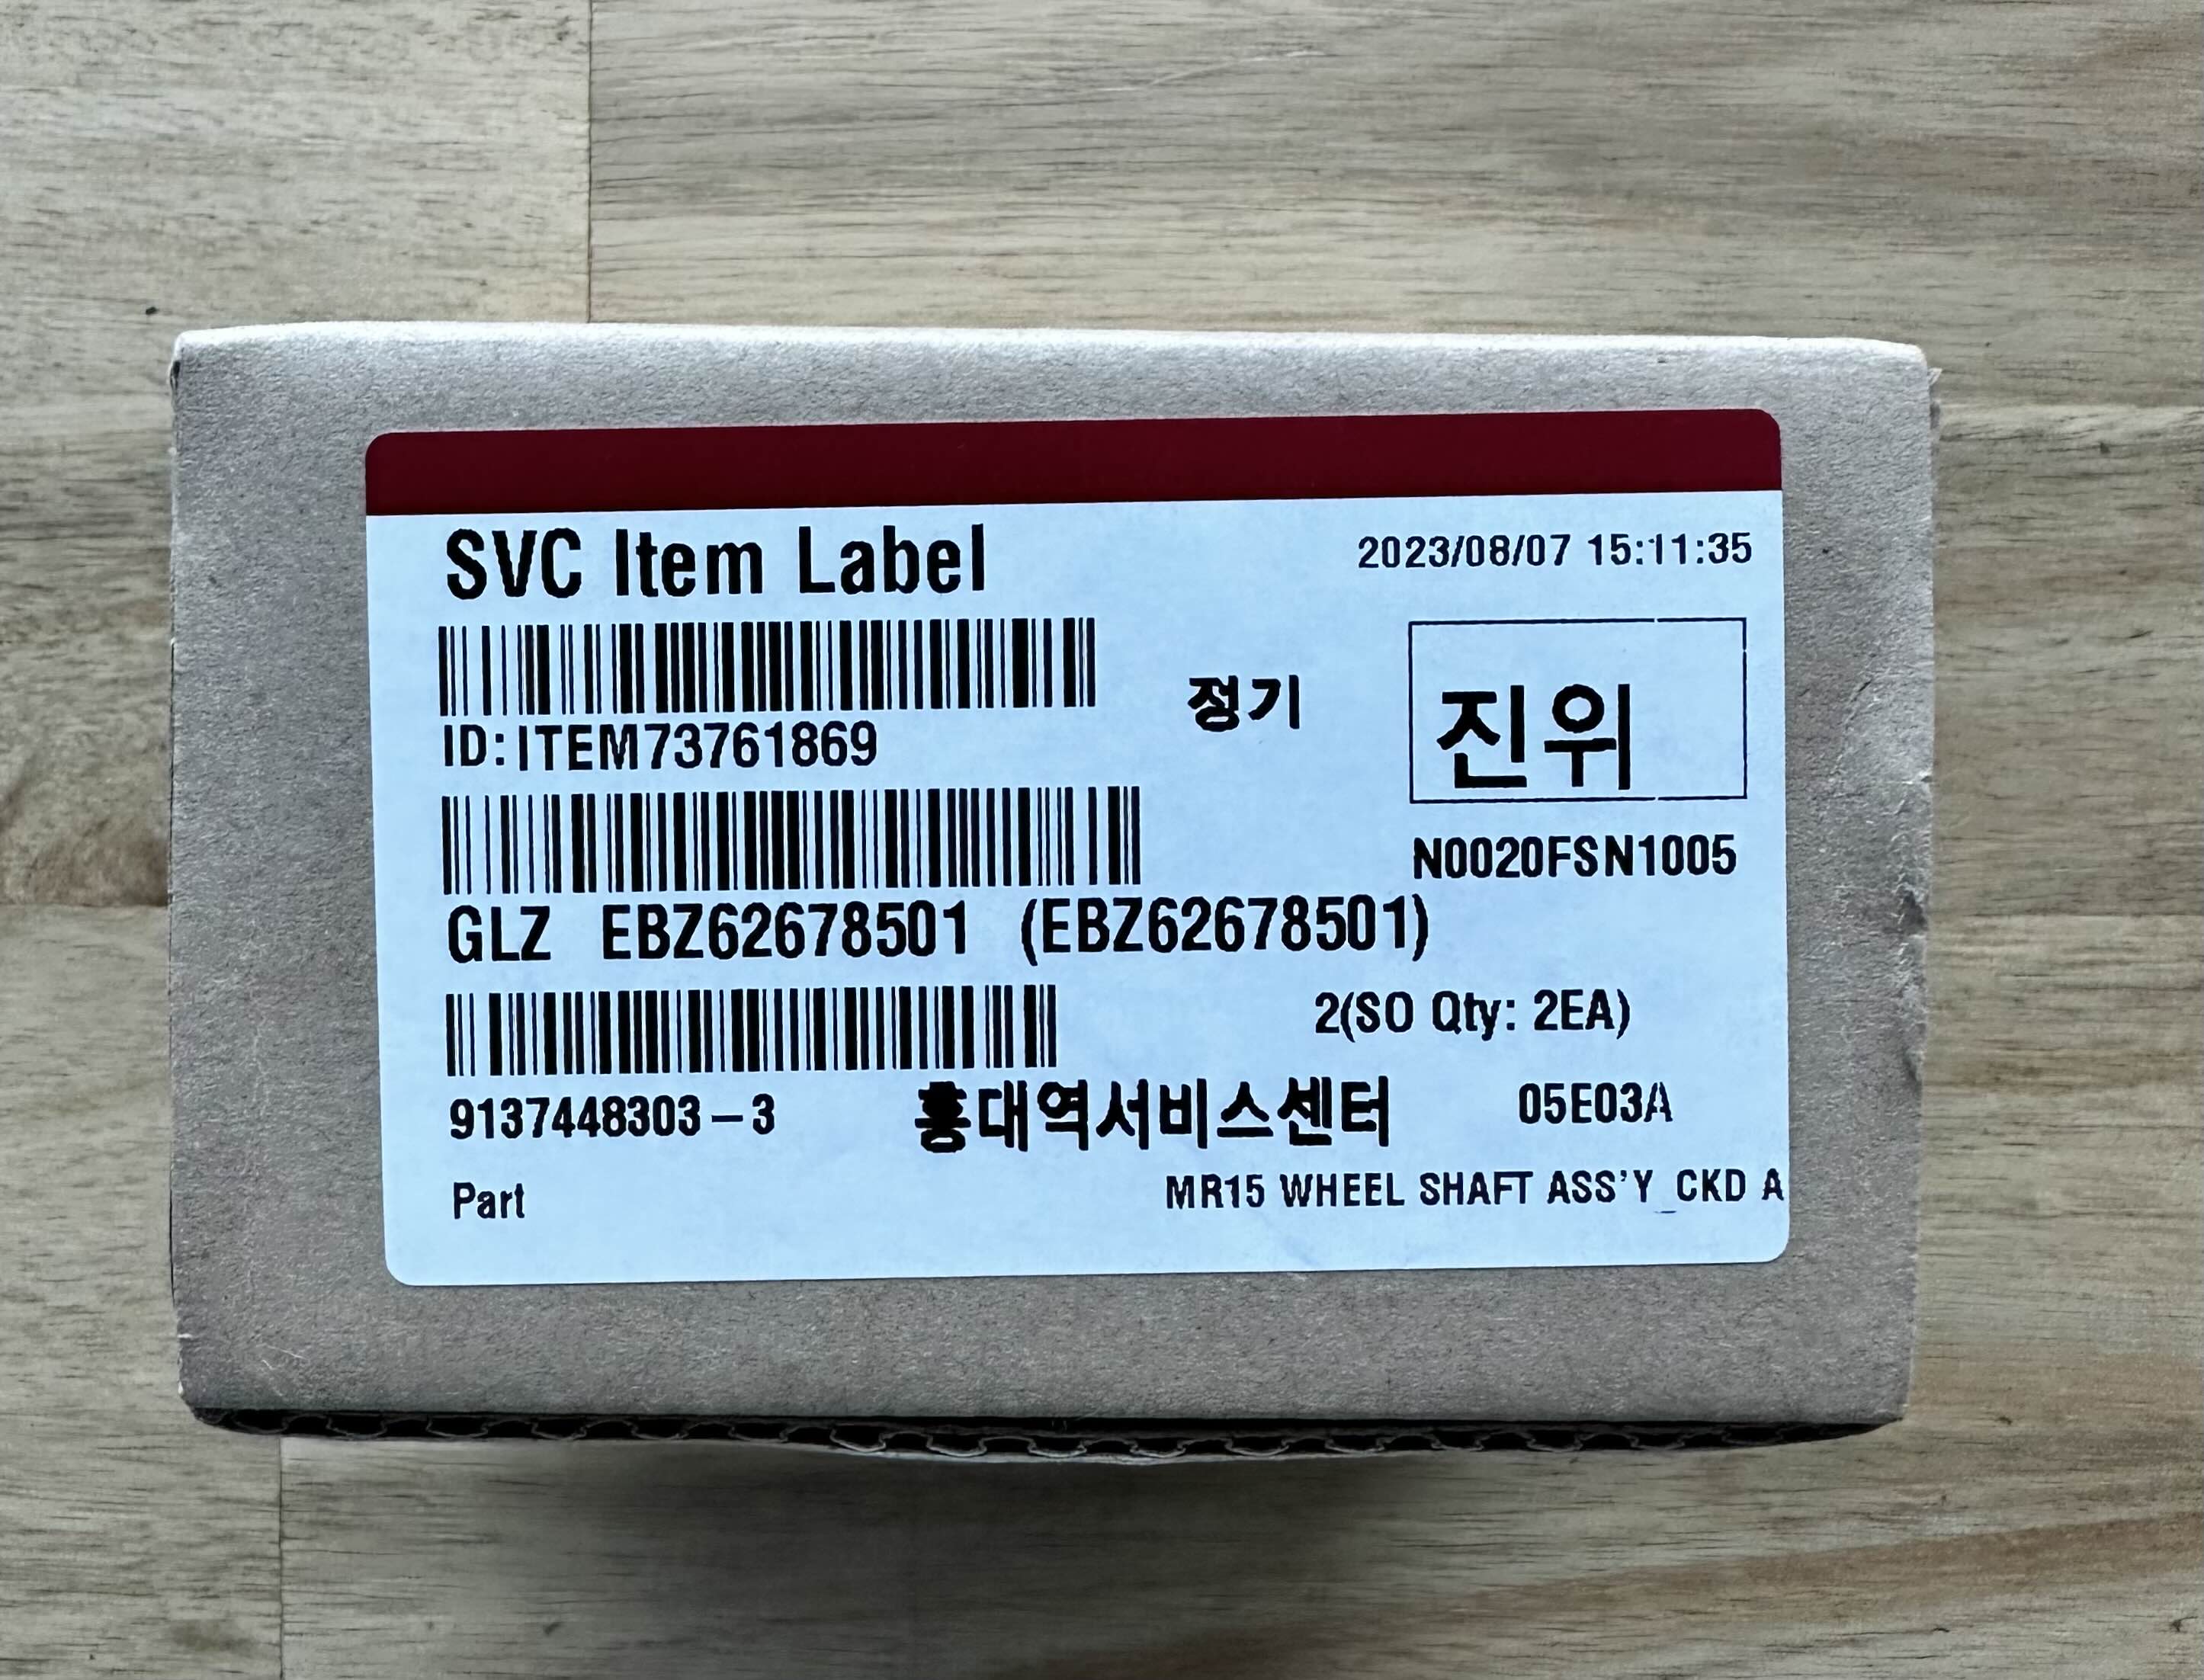 SVC Item Label
2023/08/07 15:11:35
정기
진위
ID:ITEM73761869
N0020FSN1005
GLZ EBZ62678501 (EBZ62678501)
2(SO Qty: 2EA)
9137448303-3 홍대역서비스센터 05E03A
Part MR15 WHEEL SHAFT ASS'Y_CKD A